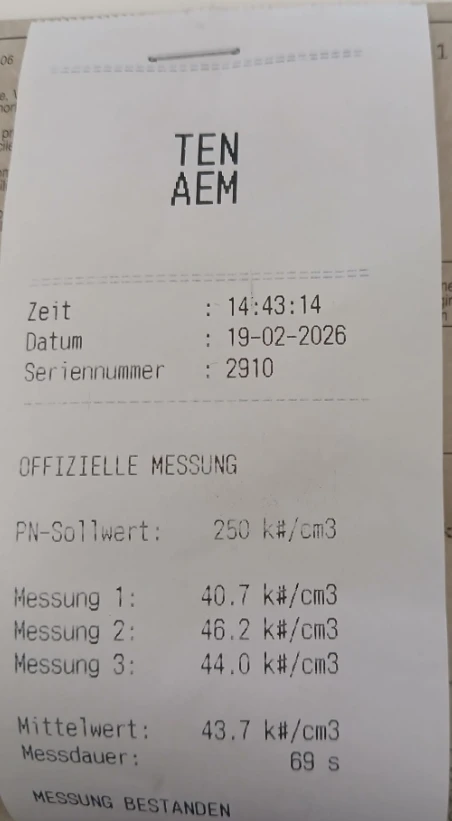 TEN
AEM
Zeit : 14:43:14
Datum : 19-02-2026
Seriennummer : 2910
OFFIZIELLE MESSUNG
PN-Sollwert: 250 k#/cm3
Messung 1: 40.7 k#/cm3
Messung 2: 46.2 k#/cm3
Messung 3: 44.0 k#/cm3
Mittelwert: 43.7 k#/cm3
Messdauer: 69 s
MESSUNG BESTANDEN